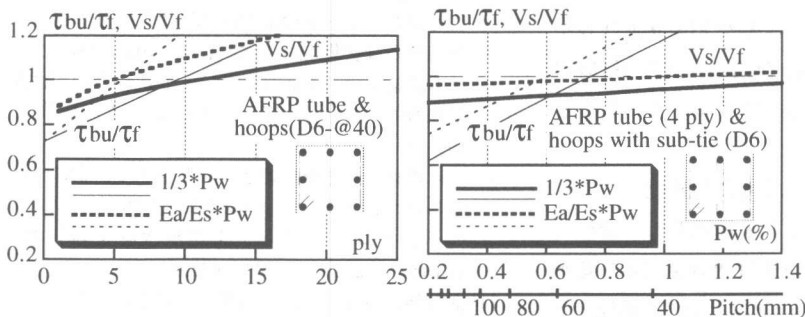 τbu/τf, Vs/Vf
1.2
1
0.8
0.6
0.4
0.2
Vs/Vf
AFRP tube &
hoops(D6-@40)
τbu/τf
1/3*Pw
Ea/Es*Pw
ply
0 5 10 15 20 25
τbu/τf, Vs/Vf
Vs/Vf
τbu/τf
AFRP tube (4 ply) &
hoops with sub-tie (D6)
1/3*Pw
Ea/Es*Pw
Pw(%)
0.2 0.4 0.6 0.8 1 1.2 1.4
100 80 60 40 Pitch(mm)